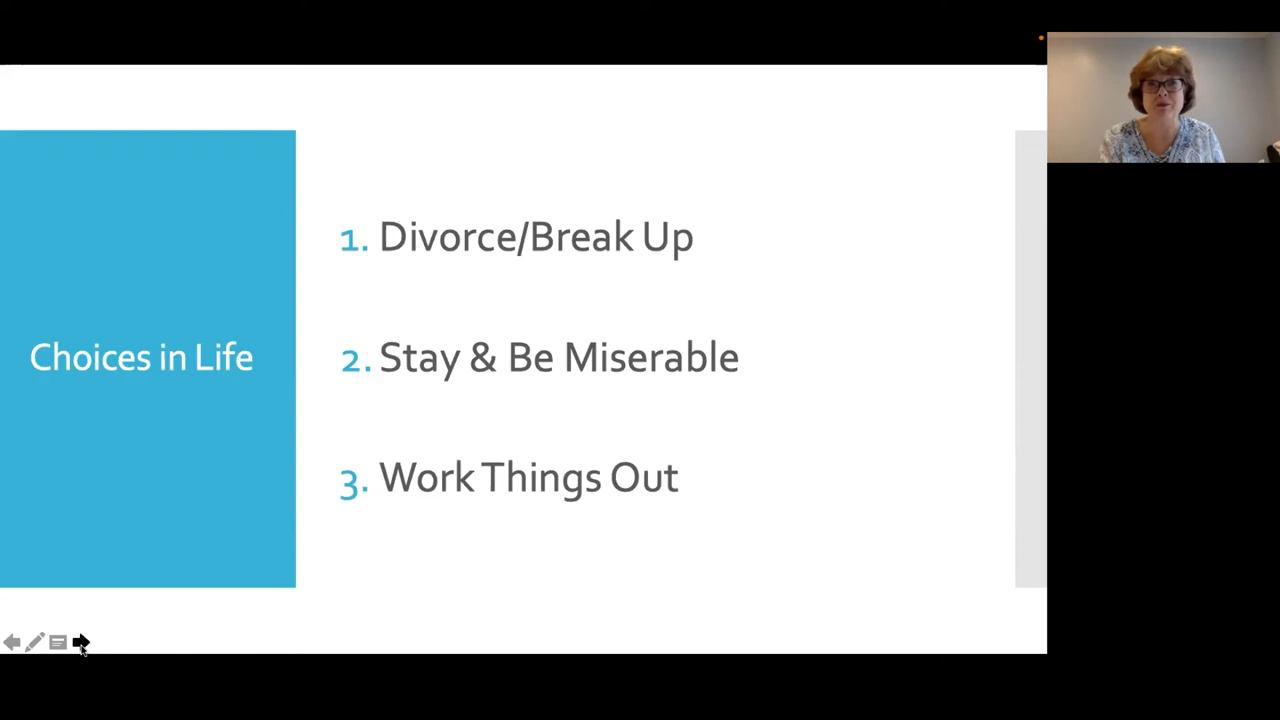 Choices in Life
1. Divorce/Break Up
2. Stay & Be Miserable
3. Work Things Out